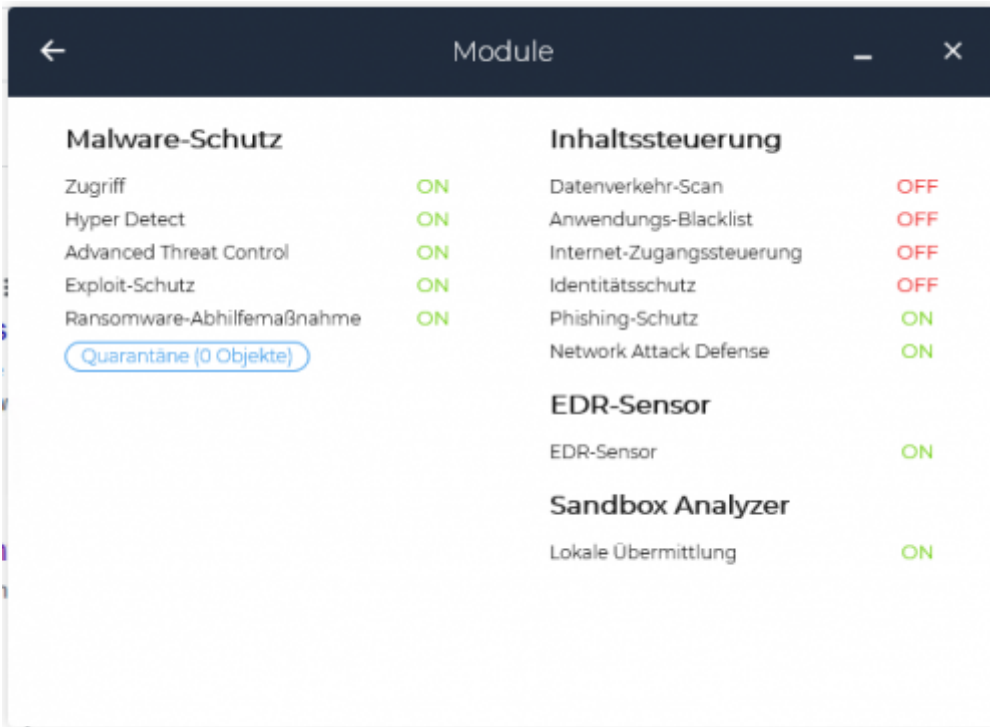 Module
Malware-Schutz
Zugriff ON
Hyper Detect ON
Advanced Threat Control ON
Exploit-Schutz ON
Ransomware-Abhilfemaßnahme ON
Quarantäne (0 Objekte)
Inhaltssteuerung
Datenverkehr-Scan OFF
Anwendungs-Blacklist OFF
Internet-Zugangssteuerung OFF
Identitätsschutz OFF
Phishing-Schutz ON
Network Attack Defense ON
EDR-Sensor
EDR-Sensor ON
Sandbox Analyzer
Lokale Übermittlung ON